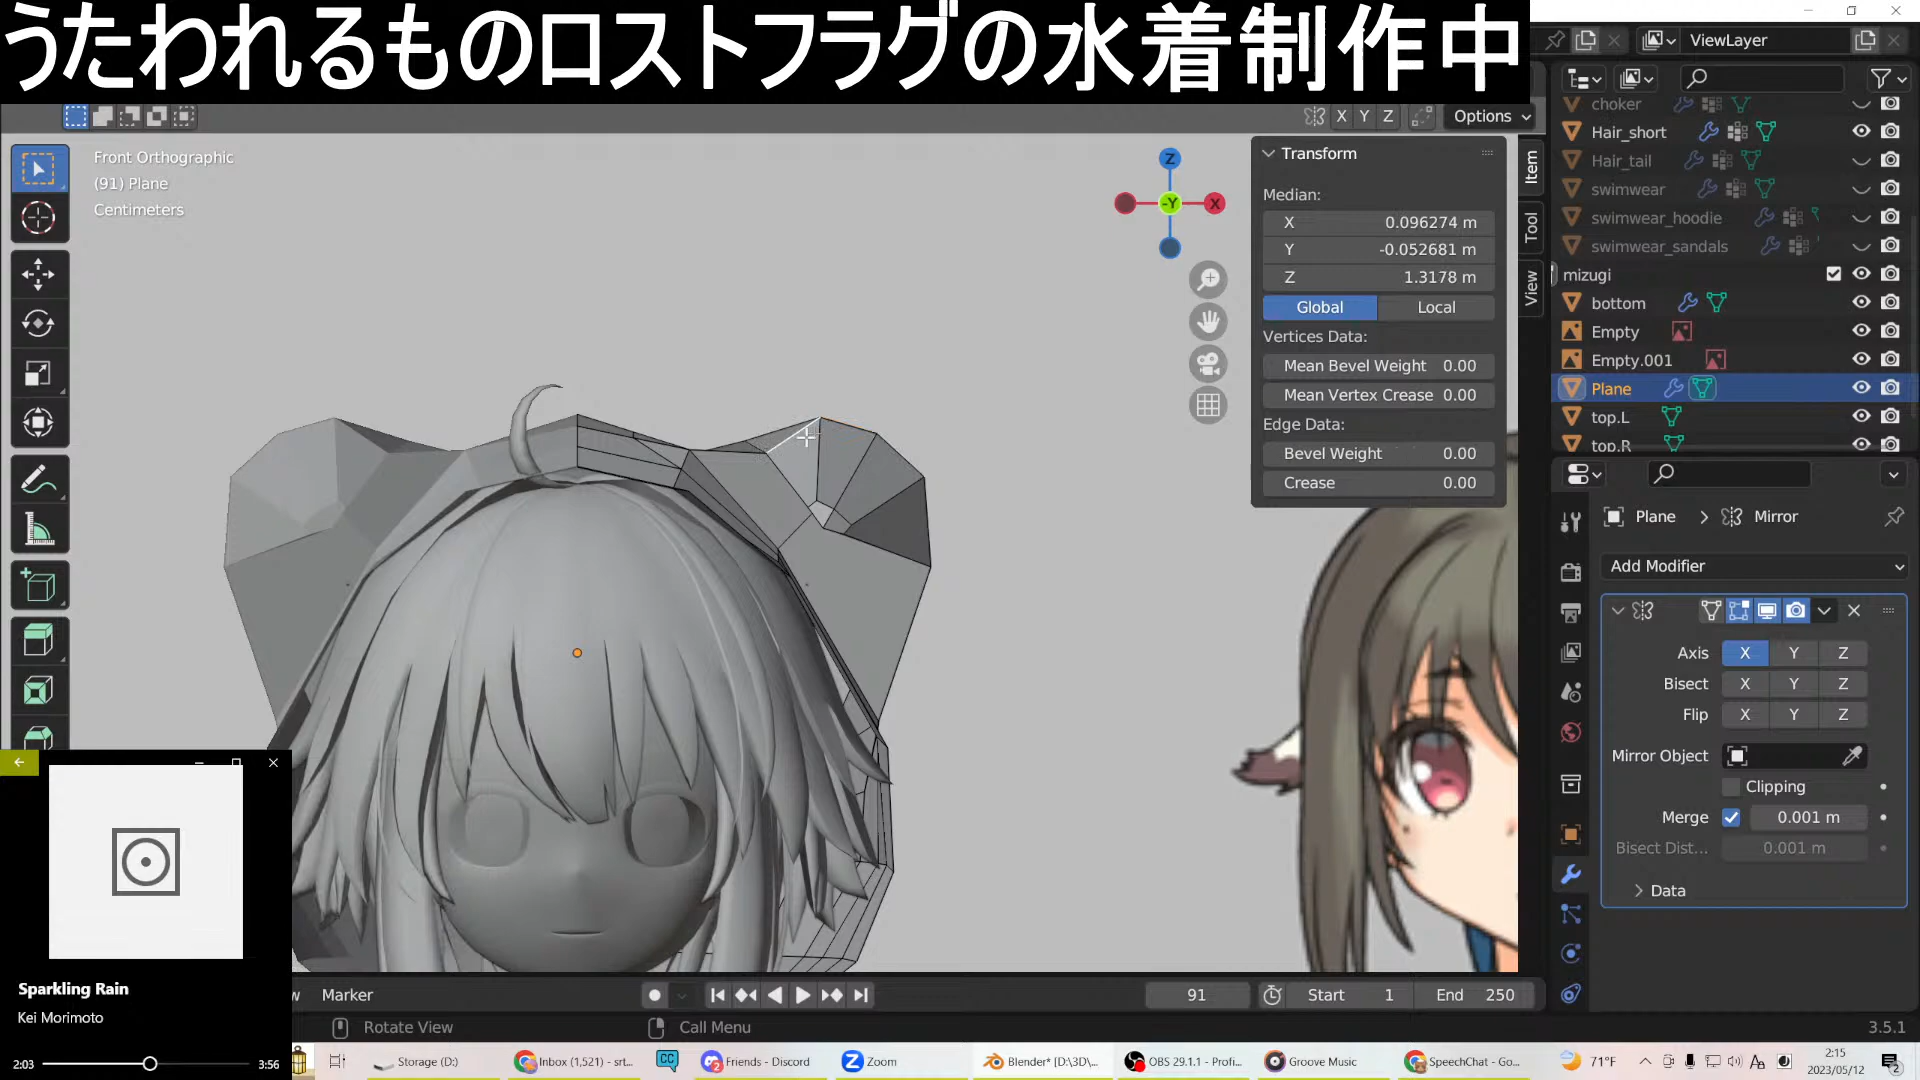 うたわれるものロストフラグの水着制作中
ViewLayer
X Y Z
Options
Front Orthographic
(91) Plane
Centimeters
Z
-Y
X
Transform
Median:
X 0.096274 m
Y -0.052681 m
Z 1.3178 m
Global Local
Vertices Data:
Mean Bevel Weight 0.00
Mean Vertex Crease 0.00
Edge Data:
Bevel Weight 0.00
Crease 0.00
Item
Tool
View
choker
Hair_short
Hair_tail
swimwear
swimwear_hoodie
swimwear_sandals
mizugi
bottom
Empty
Empty.001
Plane
top.L
top.R
Plane > Mirror
Add Modifier
Axis X Y Z
Bisect X Y Z
Flip X Y Z
Mirror Object
Clipping
Merge 0.001 m
Bisect Dist... 0.001 m
Data
Sparkling Rain
Kei Morimoto
2:03 3:56
Marker
91
Start 1
End 250
Rotate View
Call Menu
3.5.1
Storage (D:)
Inbox (1,521) - srt...
CC
Friends - Discord
Zoom
Blender* [D:\3D\...
OBS 29.1.1 - Profi...
Groove Music
SpeechChat - Go...
71°F
A
2:15
2023/05/12
2